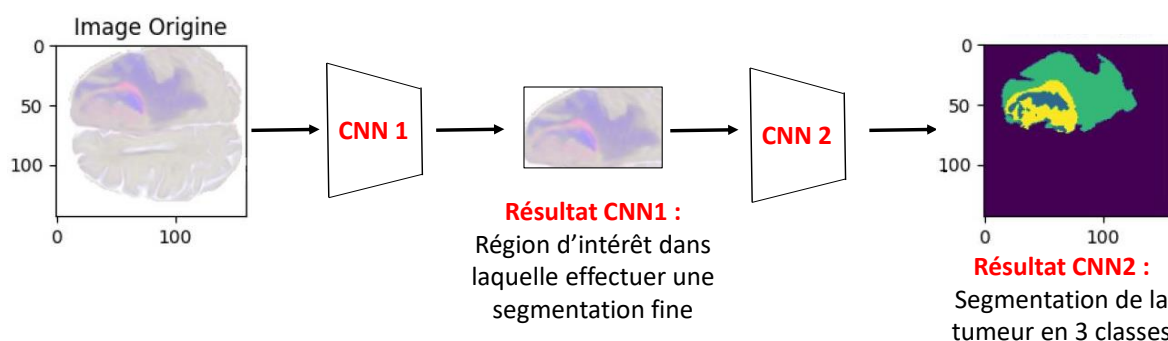 Image Origine
0
50
100
0
100
CNN 1
Résultat CNN1 :
Région d’intérêt dans
laquelle effectuer une
segmentation fine
CNN 2
0
50
100
0
100
Résultat CNN2 :
Segmentation de la
tumeur en 3 classes